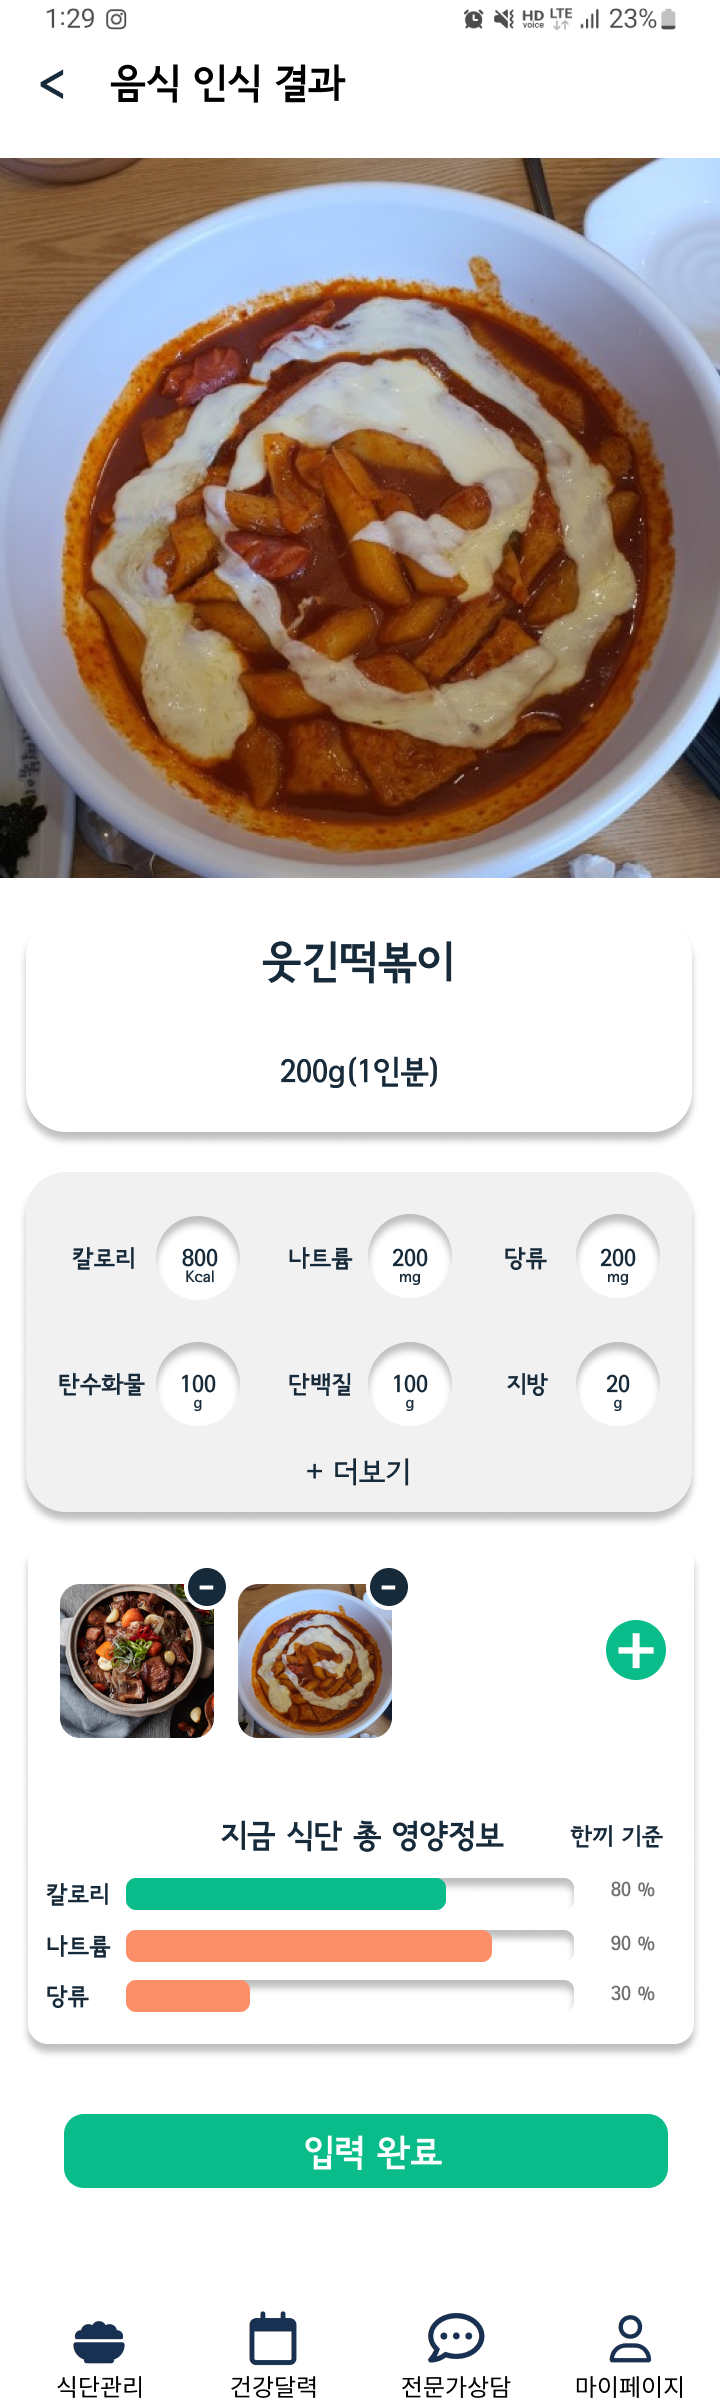 1:29 HD voice LTE 23%
< 음식 인식 결과
웃긴떡볶이
200g(1인분)
칼로리 800 Kcal 나트륨 200 mg 당류 200 mg
탄수화물 100 g 단백질 100 g 지방 20 g
+ 더보기
지금 식단 총 영양정보 한끼 기준
칼로리 80 %
나트륨 90 %
당류 30 %
입력 완료
식단관리 건강달력 전문가상담 마이페이지